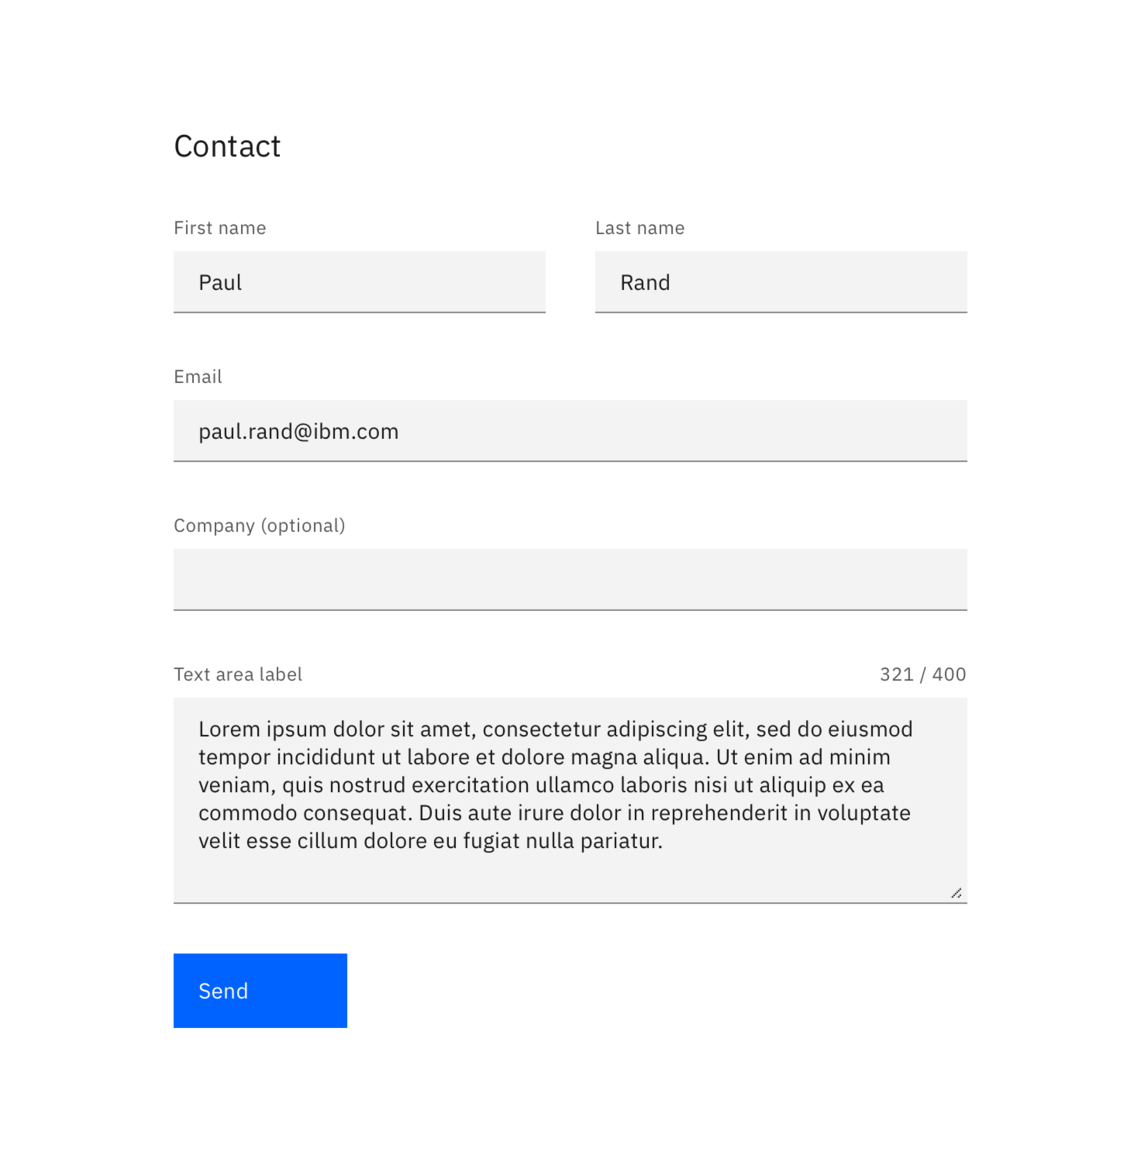 Contact
First name
Last name
Paul
Rand
Email
paul.rand@ibm.com
Company (optional)
Text area label
321 / 400
Lorem ipsum dolor sit amet, consectetur adipiscing elit, sed do eiusmod
tempor incididunt ut labore et dolore magna aliqua. Ut enim ad minim
veniam, quis nostrud exercitation ullamco laboris nisi ut aliquip ex ea
commodo consequat. Duis aute irure dolor in reprehenderit in voluptate
velit esse cillum dolore eu fugiat nulla pariatur.
Send